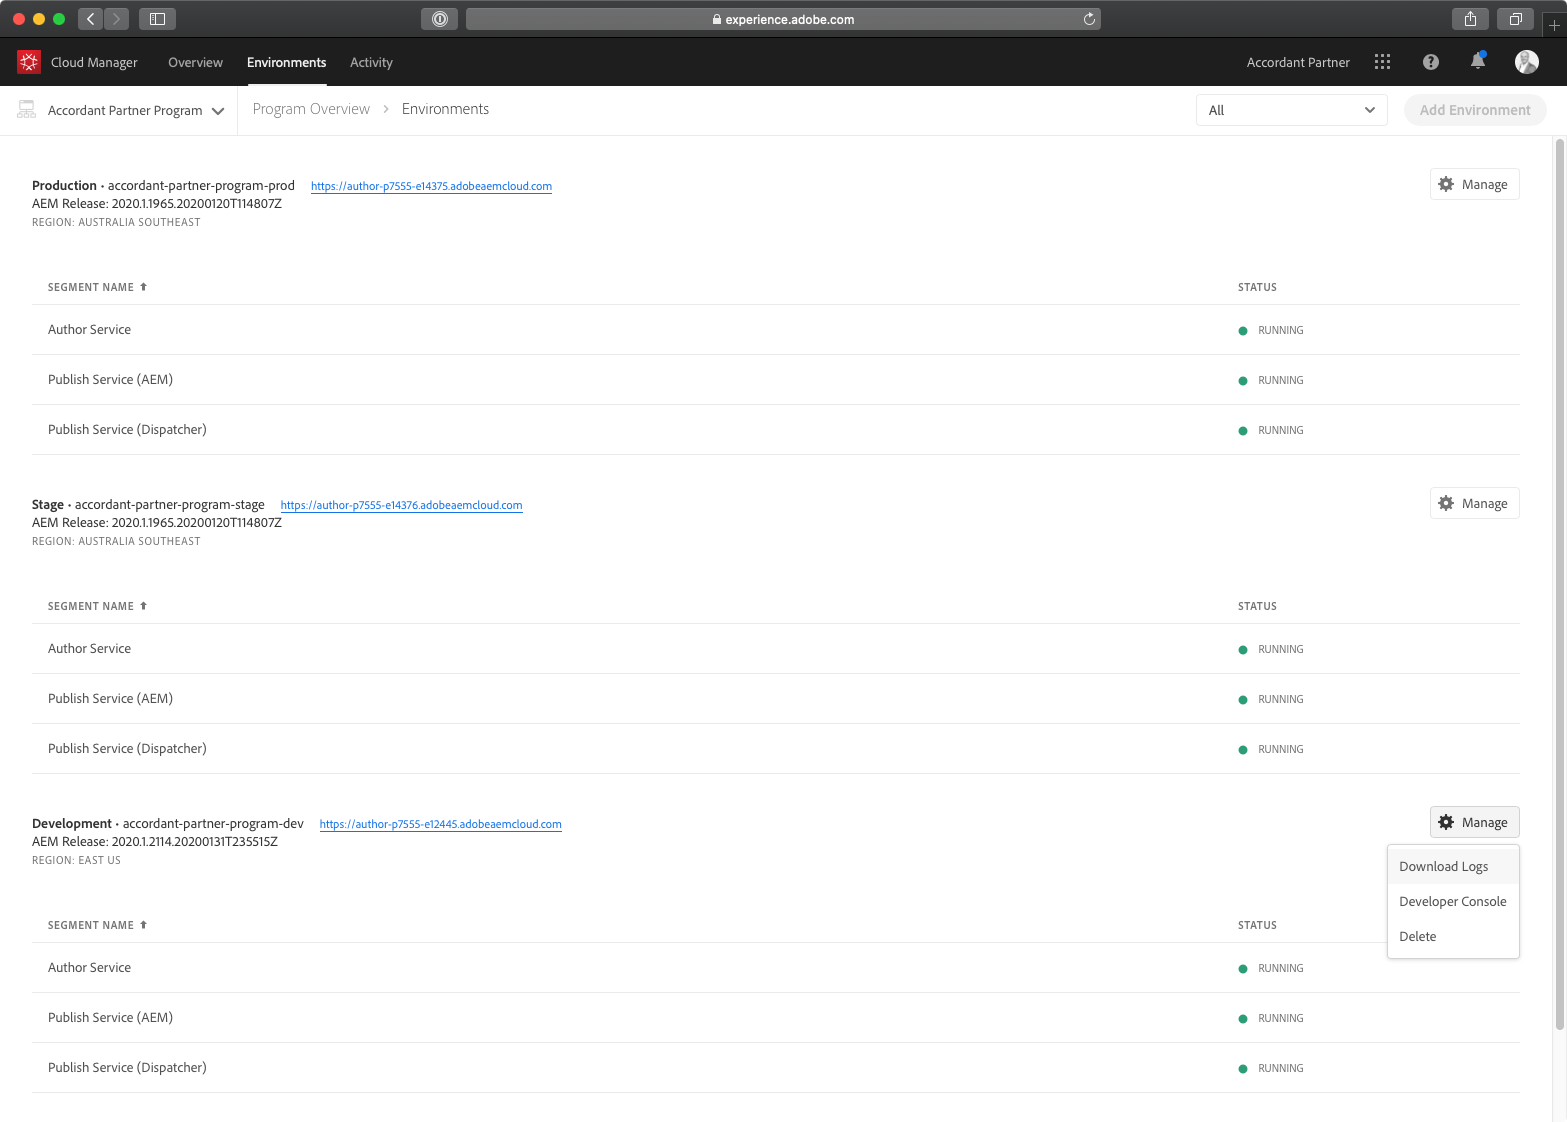 experience.adobe.com
Cloud Manager Overview Environments Activity Accordant Partner
Accordant Partner Program Program Overview › Environments All Add Environment
Production • accordant-partner-program-prod https://author-p7555-e14375.adobeaemcloud.com Manage
AEM Release: 2020.1.1965.20200120T114807Z
REGION: AUSTRALIA SOUTHEAST
SEGMENT NAME STATUS
Author Service RUNNING
Publish Service (AEM) RUNNING
Publish Service (Dispatcher) RUNNING
Stage • accordant-partner-program-stage https://author-p7555-e14376.adobeaemcloud.com Manage
AEM Release: 2020.1.1965.20200120T114807Z
REGION: AUSTRALIA SOUTHEAST
SEGMENT NAME STATUS
Author Service RUNNING
Publish Service (AEM) RUNNING
Publish Service (Dispatcher) RUNNING
Development • accordant-partner-program-dev https://author-p7555-e12445.adobeaemcloud.com Manage
AEM Release: 2020.1.2114.20200131T235515Z
REGION: EAST US
Download Logs
Developer Console
Delete
SEGMENT NAME STATUS
Author Service RUNNING
Publish Service (AEM) RUNNING
Publish Service (Dispatcher) RUNNING